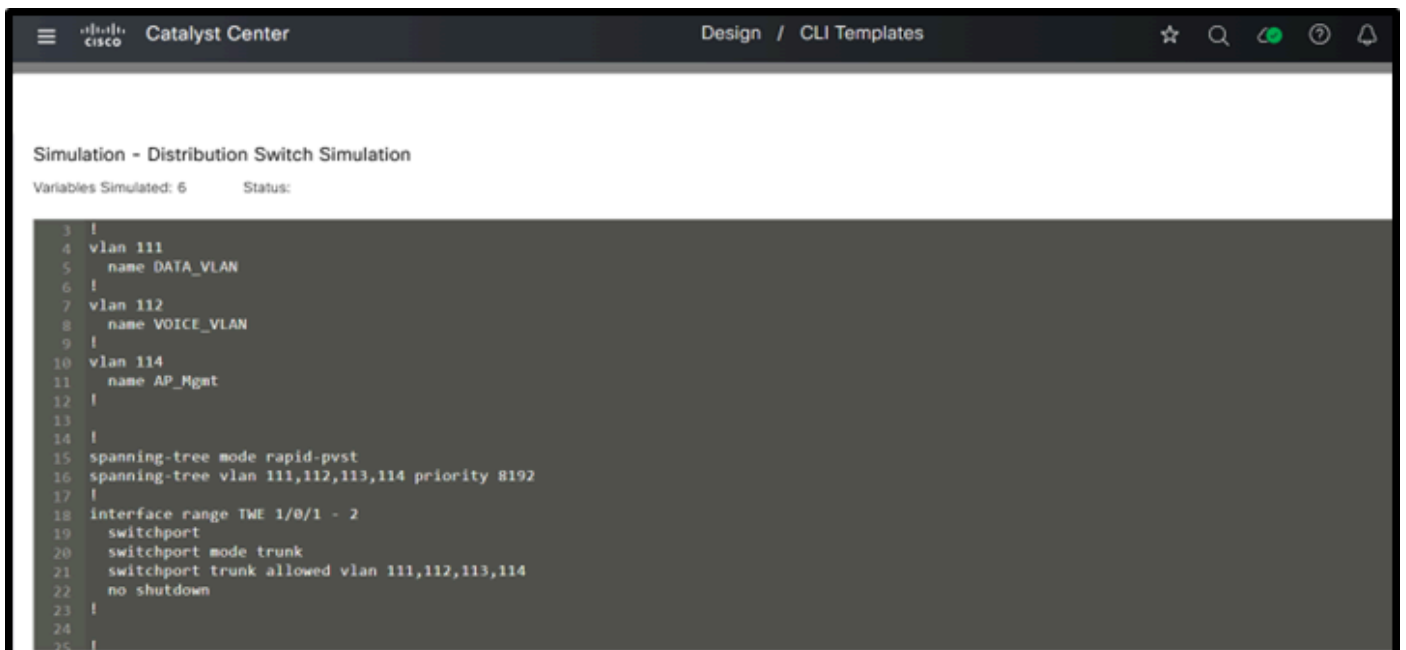 CISCO Catalyst Center Design / CLI Templates
Simulation - Distribution Switch Simulation
Variables Simulated: 6 Status:
3 !
4 vlan 111
5 name DATA_VLAN
6 !
7 vlan 112
8 name VOICE_VLAN
9 !
10 vlan 114
11 name AP_Mgmt
12 !
13
14 !
15 spanning-tree mode rapid-pvst
16 spanning-tree vlan 111,112,113,114 priority 8192
17 !
18 interface range TWE 1/0/1 - 2
19 switchport
20 switchport mode trunk
21 switchport trunk allowed vlan 111,112,113,114
22 no shutdown
23 !
24
25 !